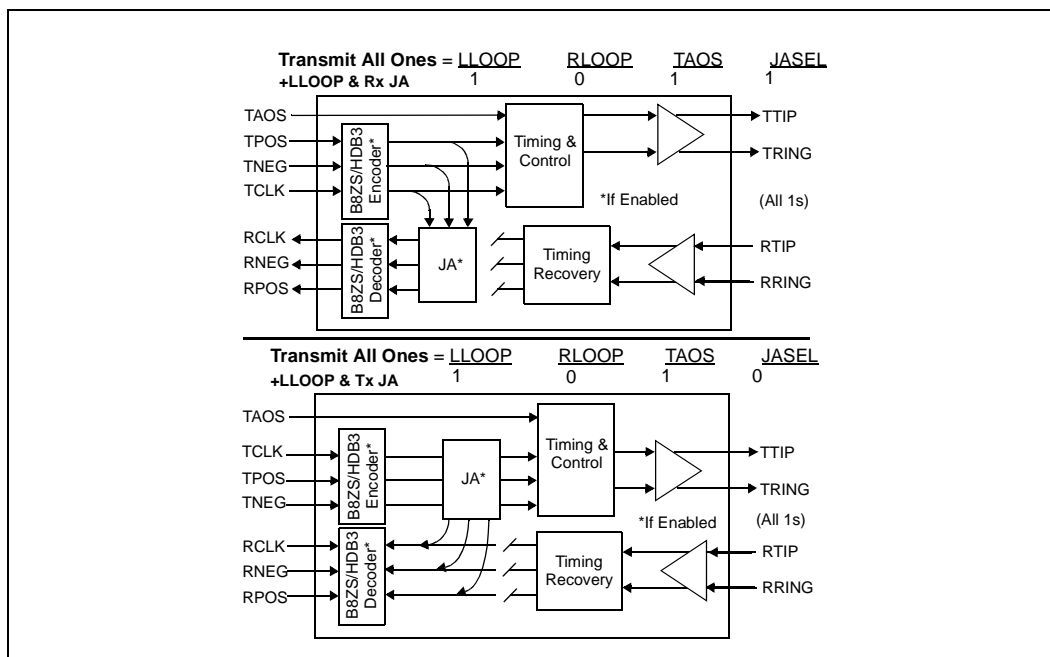 Transmit All Ones = LLOOP RLOOP TAOS JASEL
+LLOOP & Rx JA 1 0 1 1
TAOS
TPOS
TNEG
TCLK
B8ZS/HDB3
Encoder*
Timing &
Control
TTIP
TRING
*If Enabled
(All 1s)
RCLK
RNEG
RPOS
B8ZS/HDB3
Decoder*
JA*
Timing
Recovery
RTIP
RRING
Transmit All Ones = LLOOP RLOOP TAOS JASEL
+LLOOP & Tx JA 1 0 1 0
TAOS
TCLK
TPOS
TNEG
B8ZS/HDB3
Encoder*
JA*
Timing &
Control
TTIP
TRING
*If Enabled
(All 1s)
RCLK
RNEG
RPOS
B8ZS/HDB3
Decoder*
Timing
Recovery
RTIP
RRING